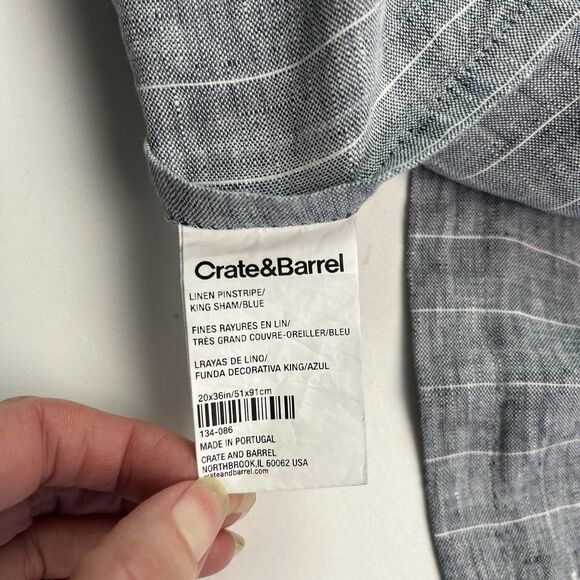 Crate&Barrel
LINEN PINSTRIPE/
KING SHAM/BLUE
FINES RAYURES EN LIN/
TRÈS GRAND COUVRE-OREILLER/BLEU
LRAYAS DE LINO/
FUNDA DECORATIVA KING/AZUL
20x36in/51x91cm
134-086
MADE IN PORTUGAL
CRATE AND BARREL
NORTHBROOK,IL 60062 USA
crateandbarrel.com